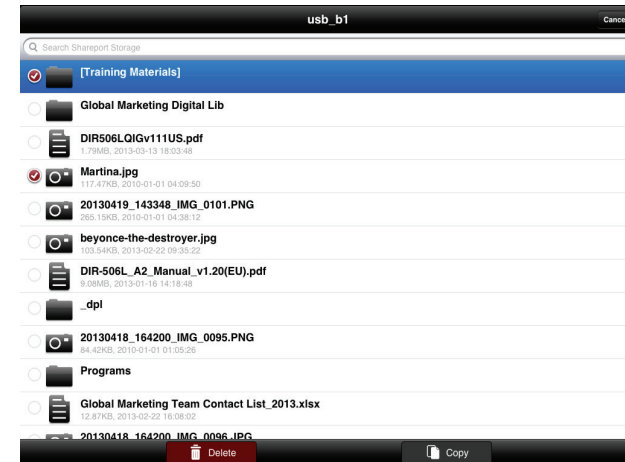 usb_b1
Cance
Search Shareport Storage
[Training Materials]
Global Marketing Digital Lib
DIR506LQIGv111US.pdf
1.79MB, 2013-03-13 18:03:48
Martina.jpg
117.47KB, 2010-01-01 04:09:50
20130419_143348_IMG_0101.PNG
265.15KB, 2010-01-01 04:38:12
beyonce-the-destroyer.jpg
103.54KB, 2013-02-22 09:35:22
DIR-506L_A2_Manual_v1.20(EU).pdf
9.08MB, 2013-01-16 14:18:48
_dpl
20130418_164200_IMG_0095.PNG
84.42KB, 2010-01-01 01:05:26
Programs
Global Marketing Team Contact List_2013.xlsx
12.87KB, 2013-02-22 16:08:02
20130418_164200_IMG_0096.JPG
Delete
Copy